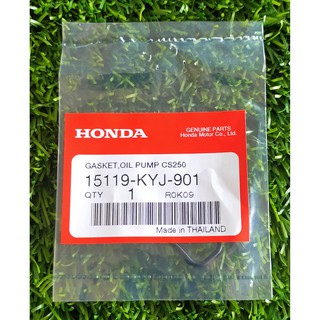 HONDA
GENUINE PARTS
Honda Motor Co., Ltd.
GASKET,OIL PUMP CS250
15119-KYJ-901
QTY 1 R0K09
Made in THAILAND